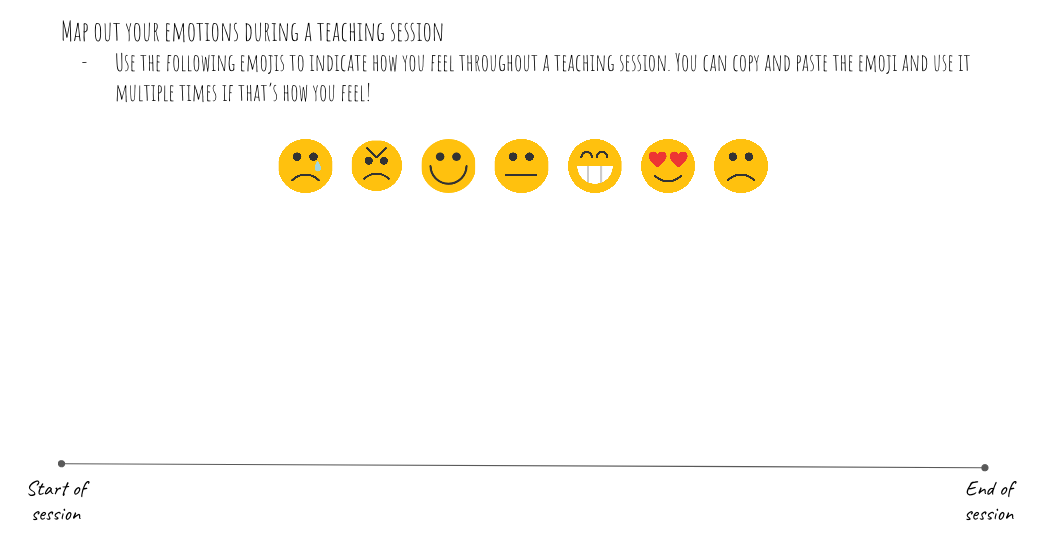 Map out your emotions during a teaching session
- Use the following emojis to indicate how you feel throughout a teaching session. You can copy and paste the emoji and use it
multiple times if that's how you feel!
Start of
session
End of
session